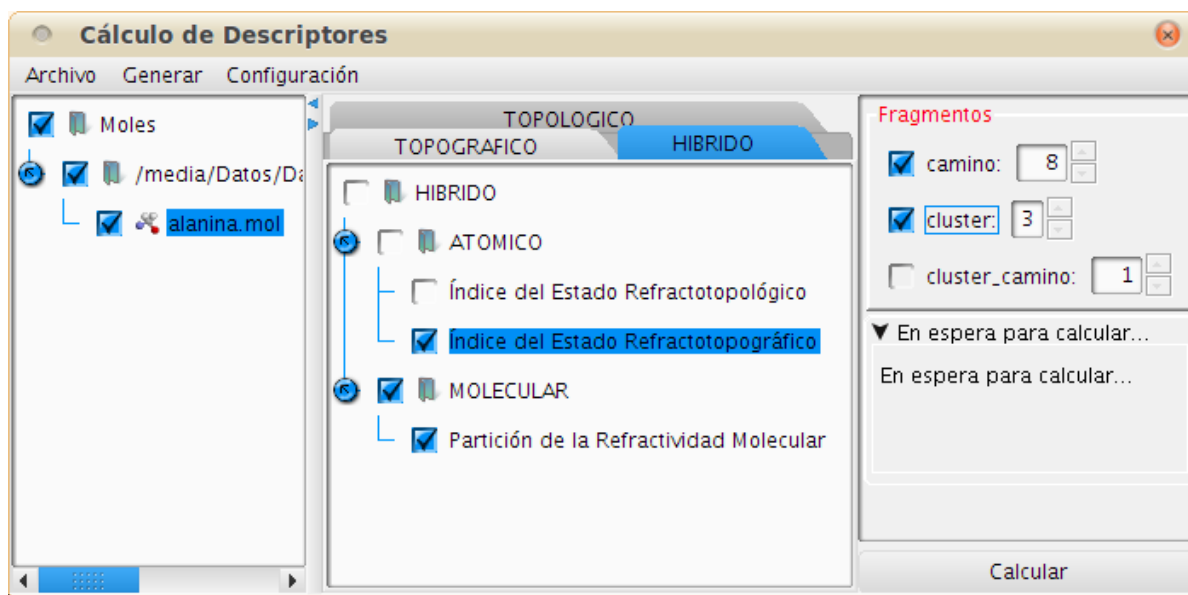 Cálculo de Descriptores
Archivo Generar Configuración
Moles
/media/Datos/Da
alanina.mol
TOPOLOGICO
TOPOGRAFICO
HIBRIDO
HIBRIDO
ATOMICO
Índice del Estado Refractotopológico
Índice del Estado Refractotopográfico
MOLECULAR
Partición de la Refractividad Molecular
Fragmentos
camino: 8
cluster: 3
cluster_camino: 1
En espera para calcular...
En espera para calcular...
Calcular